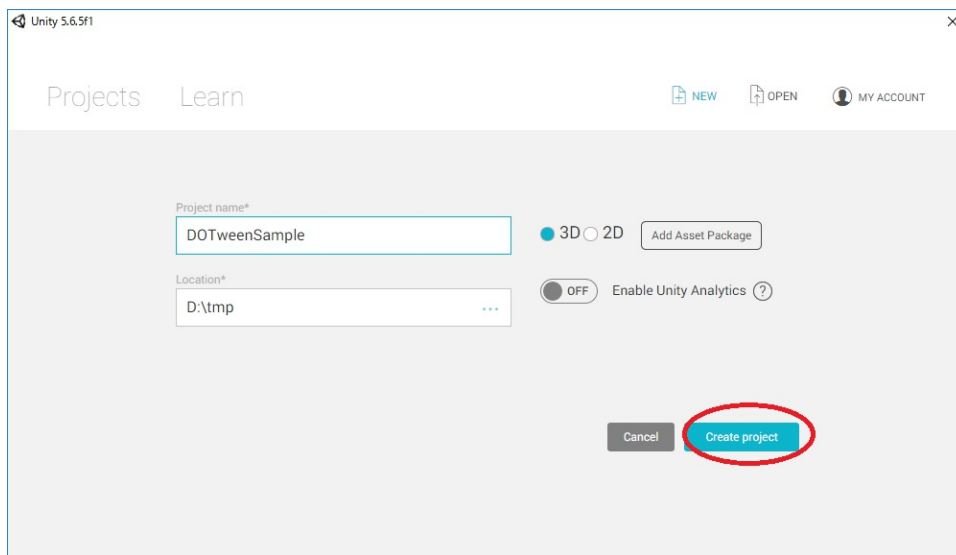 Unity 5.6.5f1
Projects Learn NEW OPEN MY ACCOUNT
Project name*
DOTweenSample
3D 2D Add Asset Package
Location*
D:\tmp ...
OFF Enable Unity Analytics ?
Cancel Create project